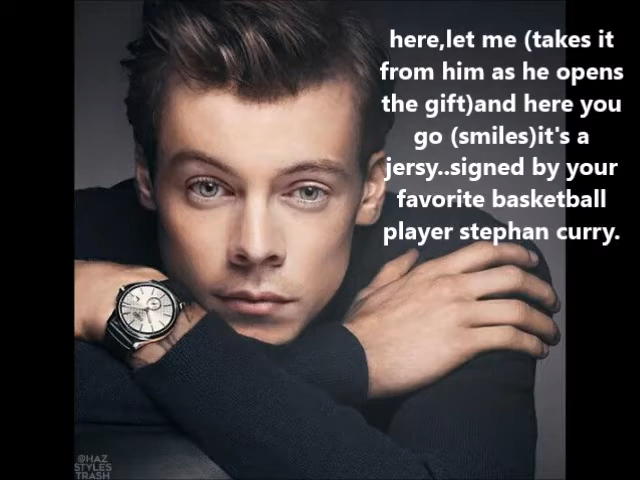 here,let me (takes it
from him as he opens
the gift)and here you
go (smiles)it's a
jersy..signed by your
favorite basketball
player stephan curry.
@HAZ
STYLES
TRASH